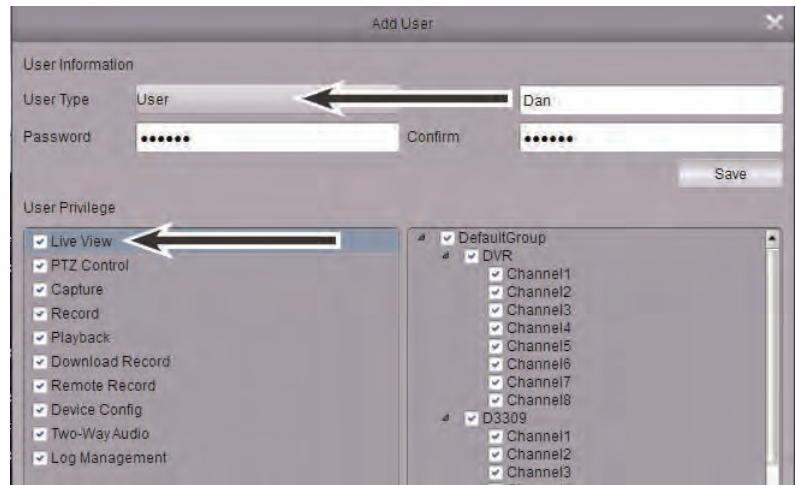 Add User
User Information
User Type User Dan
Password •••••• Confirm ••••••
Save
User Privilege
Live View
PTZ Control
Capture
Record
Playback
Download Record
Remote Record
Device Config
Two-Way Audio
Log Management
DefaultGroup
DVR
Channel1
Channel2
Channel3
Channel4
Channel5
Channel6
Channel7
Channel8
D3309
Channel1
Channel2
Channel3